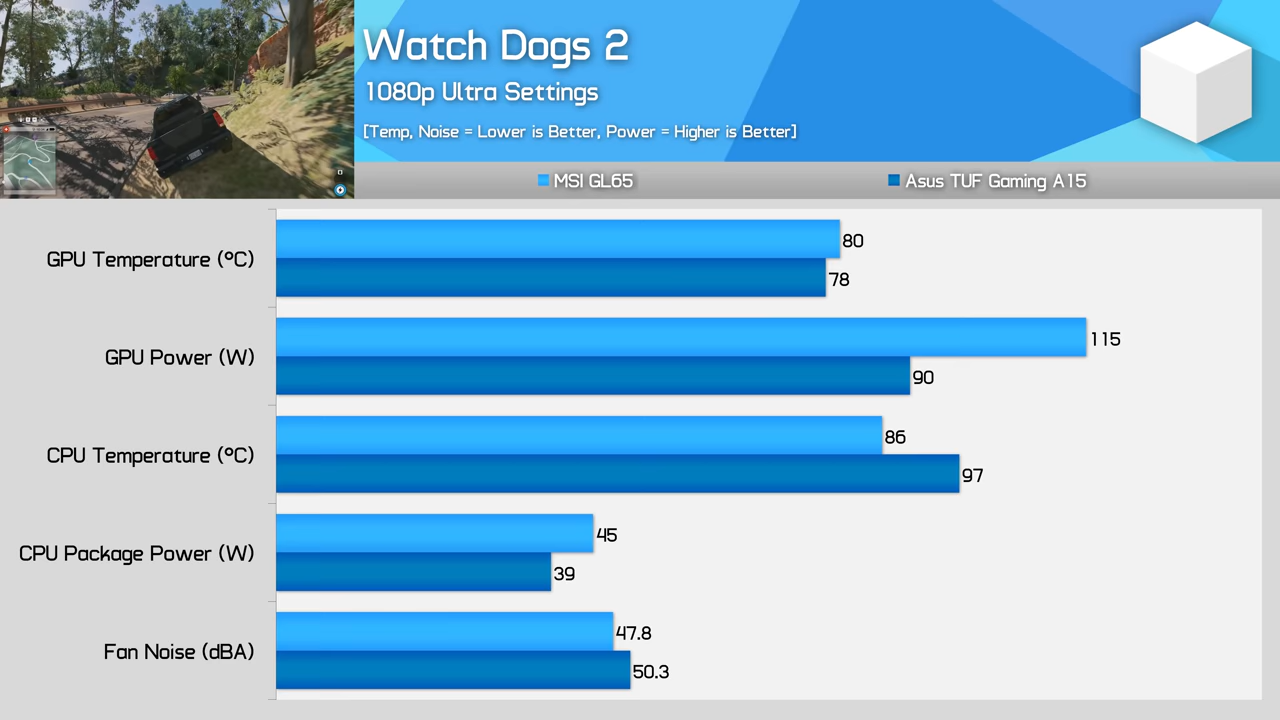 Watch Dogs 2
1080p Ultra Settings
[Temp, Noise = Lower is Better, Power = Higher is Better]
MSI GL65
Asus TUF Gaming A15
GPU Temperature (°C)
80
78
GPU Power (W)
115
90
CPU Temperature (°C)
86
97
CPU Package Power (W)
45
39
Fan Noise (dBA)
47.8
50.3